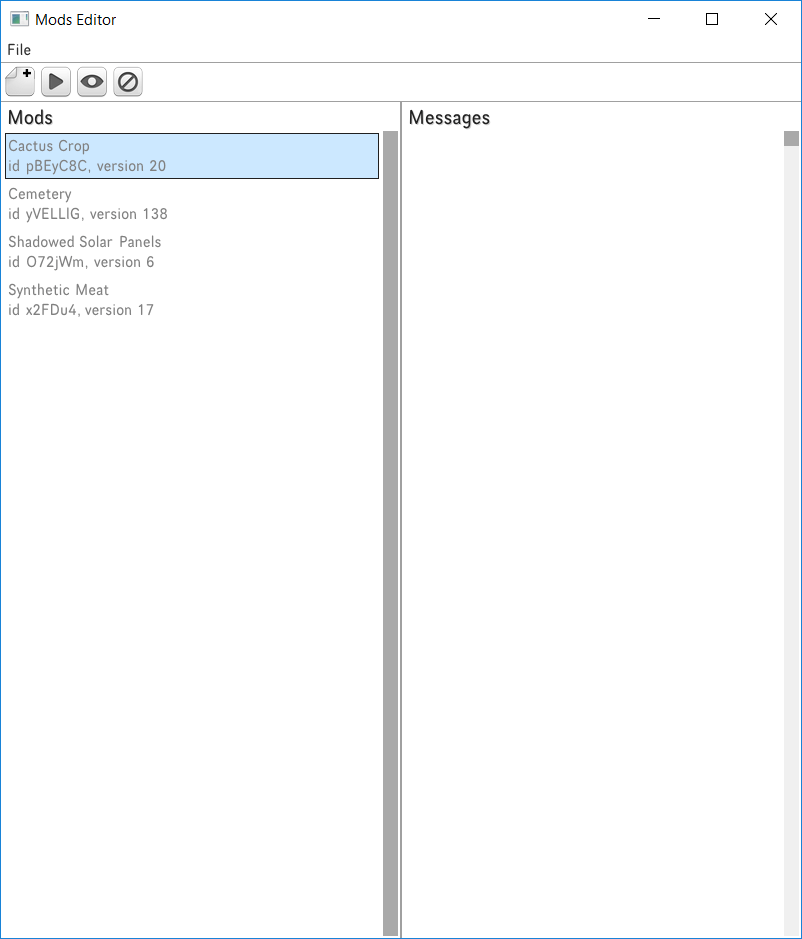 Mods Editor
File
Mods
Cactus Crop
id pBEyC8C, version 20
Cemetery
id yVELLlG, version 138
Shadowed Solar Panels
id O72jWm, version 6
Synthetic Meat
id x2FDu4, version 17
Messages